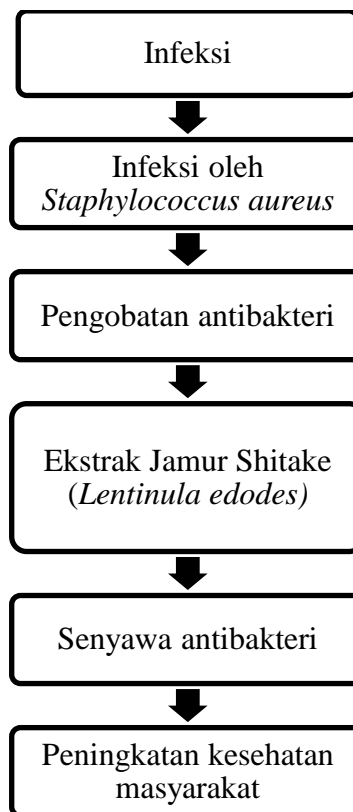 Infeksi
Infeksi oleh
Staphylococcus aureus
Pengobatan antibakteri
Ekstrak Jamur Shitake
(Lentinula edodes)
Senyawa antibakteri
Peningkatan kesehatan
masyarakat